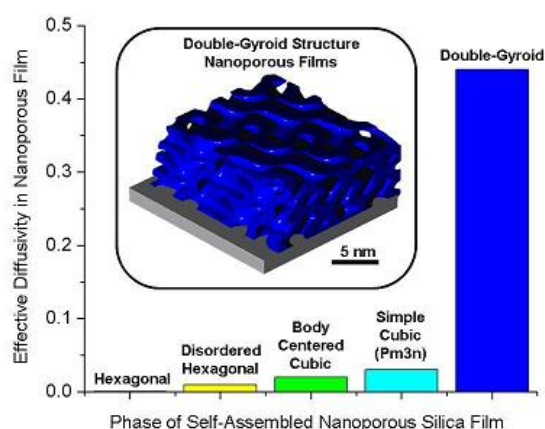 0.5
0.4
0.3
0.2
0.1
0.0
Effective Diffusivity in Nanoporous Film
Double-Gyroid Structure
Nanoporous Films
5 nm
Hexagonal
Disordered
Hexagonal
Body
Centered
Cubic
Simple
Cubic
(Pm3n)
Double-Gyroid
Phase of Self-Assembled Nanoporous Silica Film